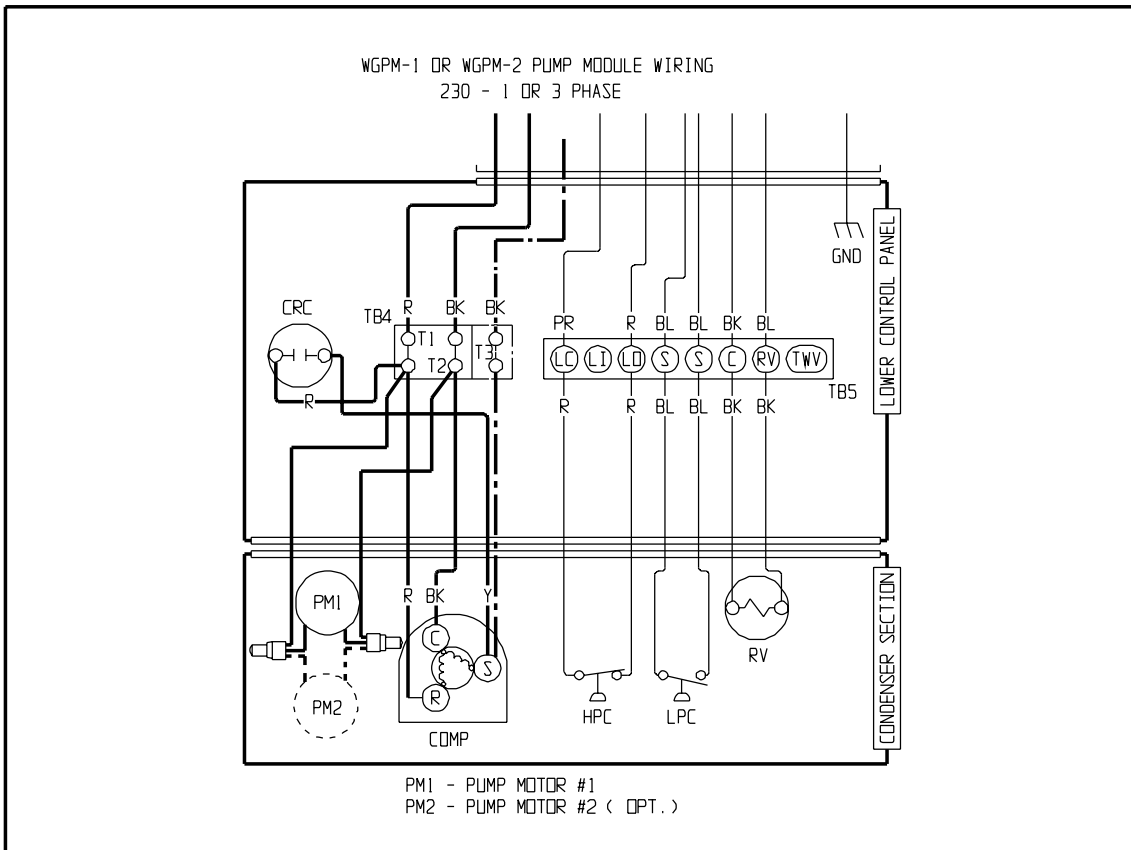 WGPM-1 OR WGPM-2 PUMP MODULE WIRING
230 - 1 OR 3 PHASE
LOWER CONTROL PANEL
GND
CRC
TB4
R BK BK
T1
T2
T3
R
PR R BL BL BK BL
LC LI LO S S C RV TWV
TB5
R R BL BL BK BK
CONDENSER SECTION
PM1
PM2
R BK Y
C
S
R
COMP
HPC
LPC
RV
PM1 - PUMP MOTOR #1
PM2 - PUMP MOTOR #2 ( OPT.)